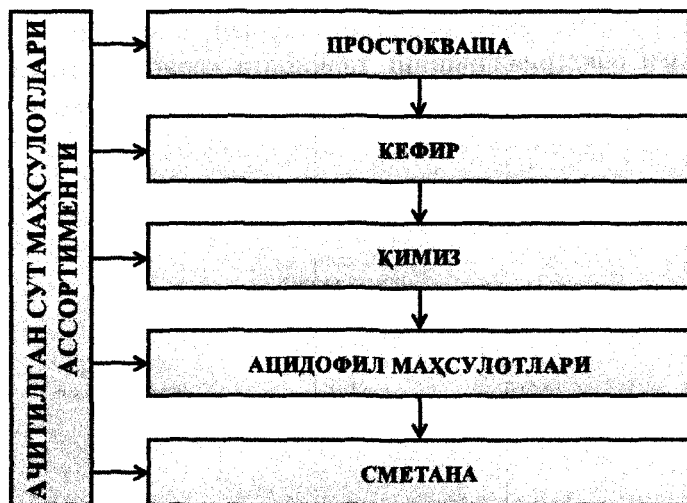 АЧИТИЛГАН СУТ МАҲСУЛОТЛАРИ
АССОРТИМЕНТИ
ПРОСТОКВАША
КЕФИР
ҚИМИЗ
АЦИДОФИЛ МАҲСУЛОТЛАРИ
СМЕТАНА